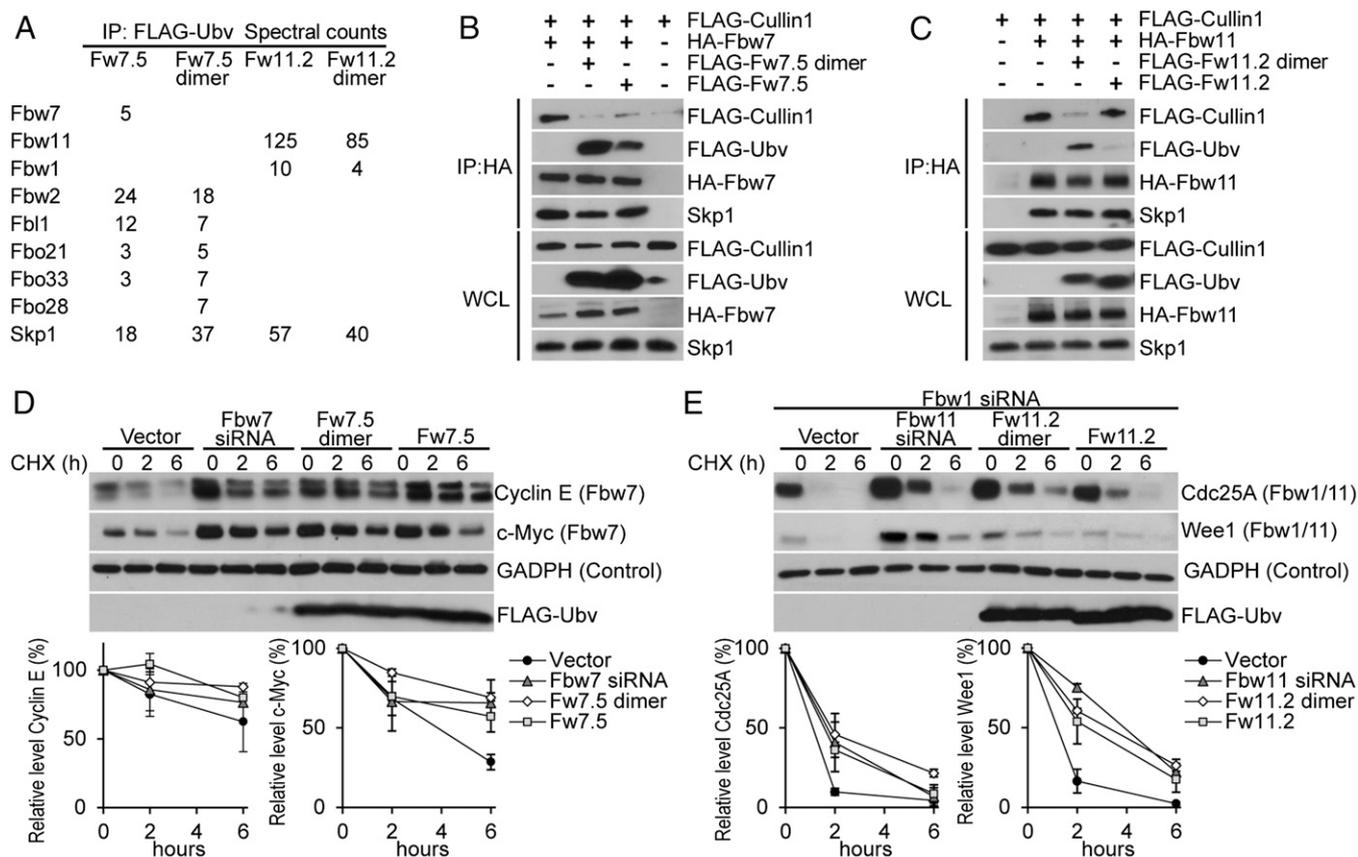 A
IP: FLAG-Ubv Spectral counts
Fw7.5 Fw7.5 dimer Fw11.2 Fw11.2 dimer
Fbw7 5
Fbw11 125 85
Fbw1 10 4
Fbw2 24 18
Fbl1 12 7
Fbo21 3 5
Fbo33 3 7
Fbo28 7
Skp1 18 37 57 40
B
+ + + + FLAG-Cullin1
+ + + - HA-Fbw7
- + - - FLAG-Fw7.5 dimer
- - + - FLAG-Fw7.5
IP:HA
FLAG-Cullin1
FLAG-Ubv
HA-Fbw7
Skp1
WCL
FLAG-Cullin1
FLAG-Ubv
HA-Fbw7
Skp1
C
+ + + + FLAG-Cullin1
- + + + HA-Fbw11
- - + - FLAG-Fw11.2 dimer
- - - + FLAG-Fw11.2
IP:HA
FLAG-Cullin1
FLAG-Ubv
HA-Fbw11
Skp1
WCL
FLAG-Cullin1
FLAG-Ubv
HA-Fbw11
Skp1
D
Vector Fbw7 siRNA Fw7.5 dimer Fw7.5
CHX (h) 0 2 6 0 2 6 0 2 6 0 2 6
Cyclin E (Fbw7)
c-Myc (Fbw7)
GADPH (Control)
FLAG-Ubv
Relative level Cyclin E (%)
100
50
0
0 2 4 6
hours
Relative level c-Myc (%)
100
50
0
0 2 4 6
hours
Vector
Fbw7 siRNA
Fw7.5 dimer
Fw7.5
E
Fbw1 siRNA
Vector Fbw11 siRNA Fw11.2 dimer Fw11.2
CHX (h) 0 2 6 0 2 6 0 2 6 0 2 6
Cdc25A (Fbw1/11)
Wee1 (Fbw1/11)
GADPH (Control)
FLAG-Ubv
Relative level Cdc25A (%)
100
50
0
0 2 4 6
hours
Relative level Wee1 (%)
100
50
0
0 2 4 6
hours
Vector
Fbw11 siRNA
Fw11.2 dimer
Fw11.2